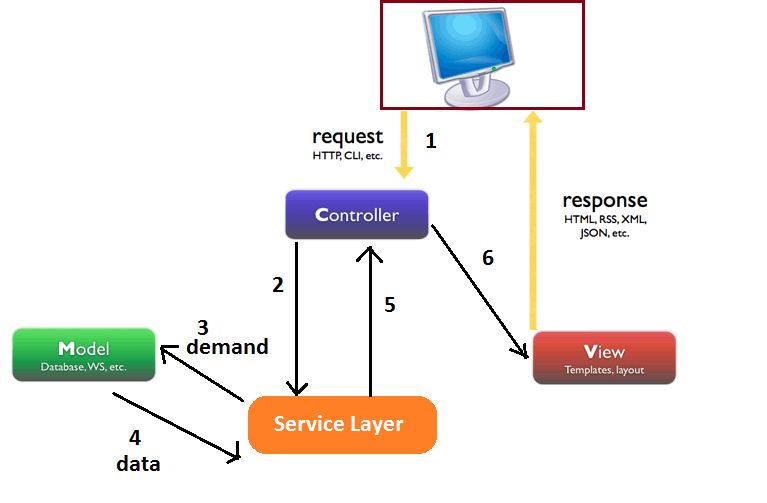 request
HTTP, CLI, etc.
1
Controller
response
HTML, RSS, XML,
JSON, etc.
2
5
6
3
demand
Model
Database, WS, etc.
View
Templates, layout
Service Layer
4
data